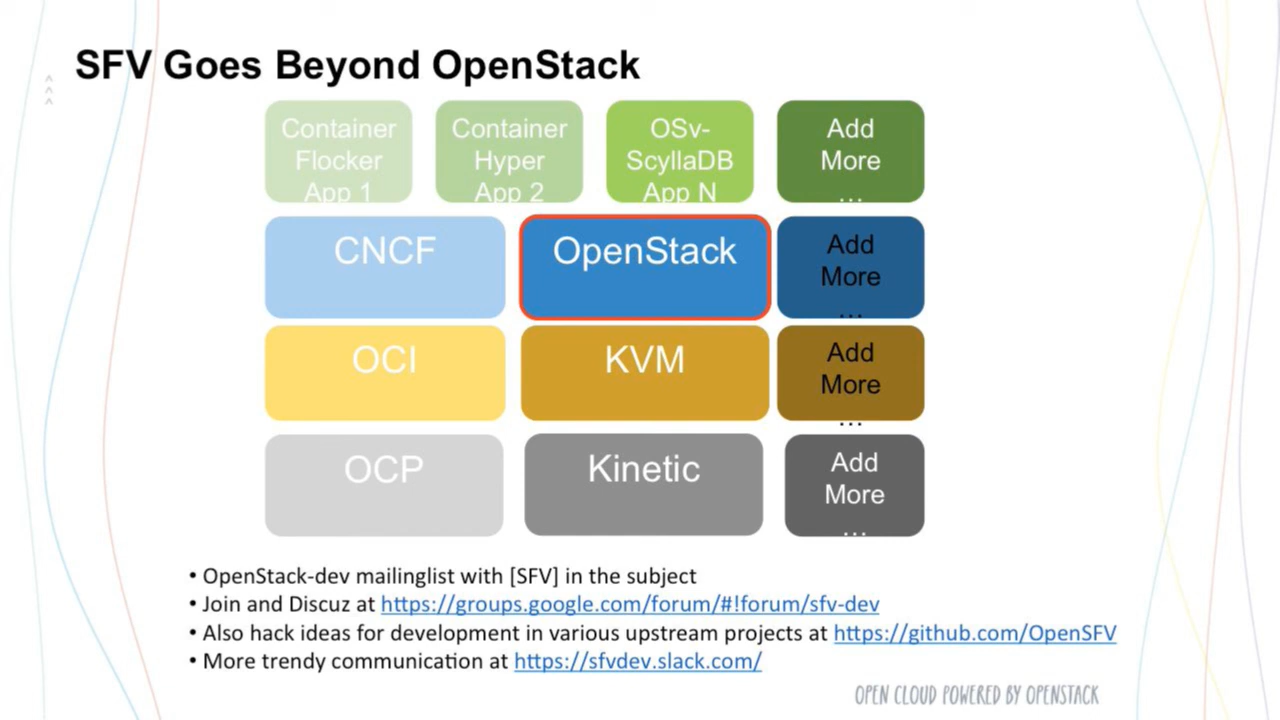 SFV Goes Beyond OpenStack
Container
Flocker
App 1
Container
Hyper
App 2
OSv-
ScyllaDB
App N
Add
More
...
CNCF
OpenStack
Add
More
...
OCI
KVM
Add
More
...
OCP
Kinetic
Add
More
...
• OpenStack-dev mailinglist with [SFV] in the subject
• Join and Discuz at https://groups.google.com/forum/#!forum/sfv-dev
• Also hack ideas for development in various upstream projects at https://github.com/OpenSFV
• More trendy communication at https://sfvdev.slack.com/
OPEN CLOUD POWERED BY OPENSTACK